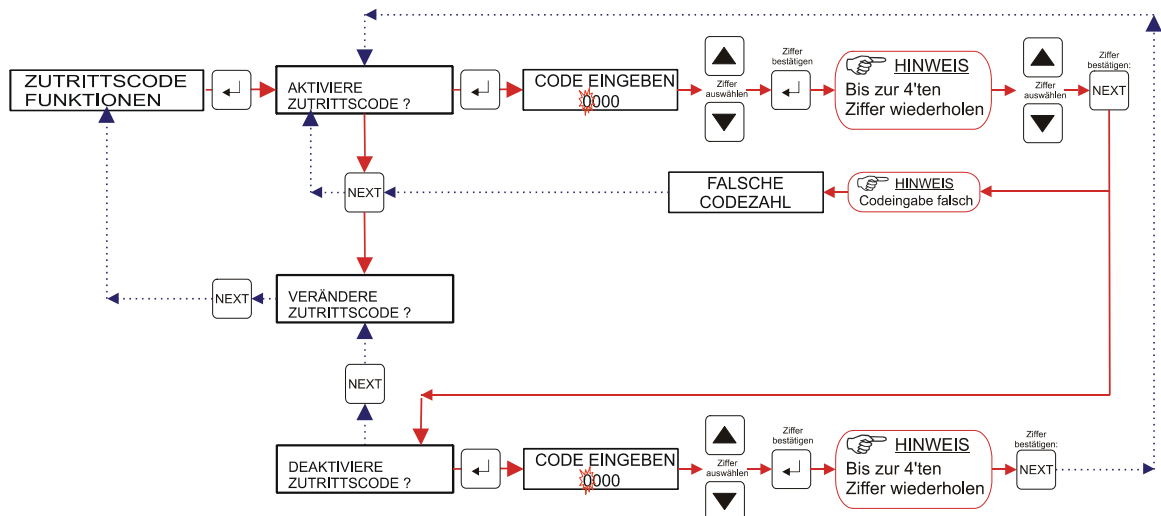 ZUTRITTSCODE
FUNKTIONEN
AKTIVIERE
ZUTRITTSCODE ?
CODE EINGEBEN
0000
Ziffer
auswählen
Ziffer
bestätigen
HINWEIS
Bis zur 4'ten
Ziffer wiederholen
Ziffer
auswählen
Ziffer
bestätigen:
NEXT
NEXT
FALSCHE
CODEZAHL
HINWEIS
Codeingabe falsch
NEXT
VERÄNDERE
ZUTRITTSCODE ?
NEXT
DEAKTIVIERE
ZUTRITTSCODE ?
CODE EINGEBEN
0000
Ziffer
auswählen
Ziffer
bestätigen
HINWEIS
Bis zur 4'ten
Ziffer wiederholen
Ziffer
bestätigen:
NEXT